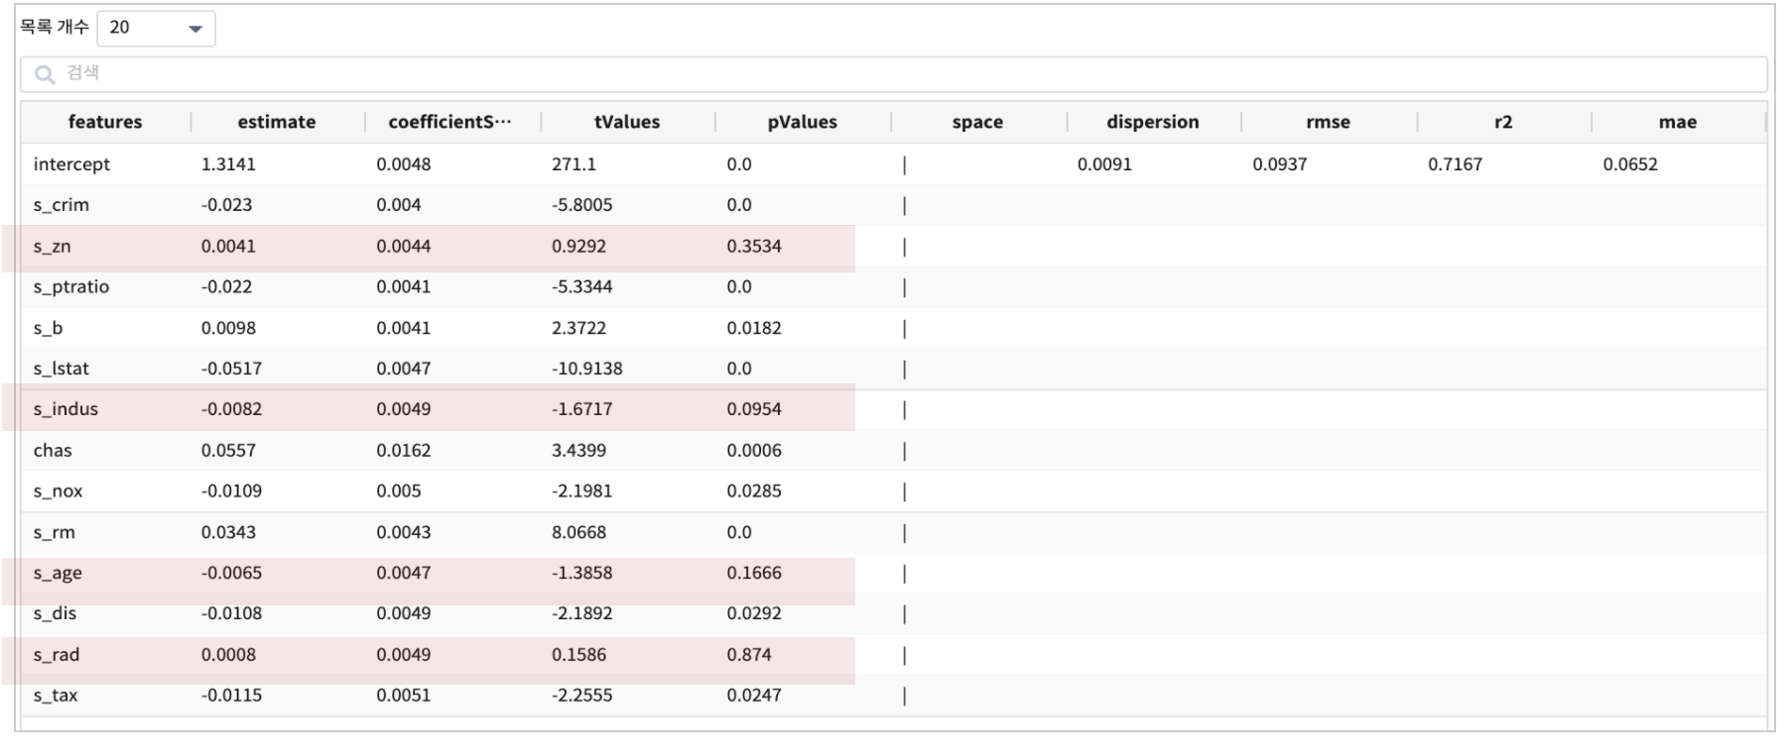 목록 개수 20
검색
features estimate coefficientS··· tValues pValues space dispersion rmse r2 mae
intercept 1.3141 0.0048 271.1 0.0 | 0.0091 0.0937 0.7167 0.0652
s_crim -0.023 0.004 -5.8005 0.0 |
s_zn 0.0041 0.0044 0.9292 0.3534 |
s_ptratio -0.022 0.0041 -5.3344 0.0 |
s_b 0.0098 0.0041 2.3722 0.0182 |
s_lstat -0.0517 0.0047 -10.9138 0.0 |
s_indus -0.0082 0.0049 -1.6717 0.0954 |
chas 0.0557 0.0162 3.4399 0.0006 |
s_nox -0.0109 0.005 -2.1981 0.0285 |
s_rm 0.0343 0.0043 8.0668 0.0 |
s_age -0.0065 0.0047 -1.3858 0.1666 |
s_dis -0.0108 0.0049 -2.1892 0.0292 |
s_rad 0.0008 0.0049 0.1586 0.874 |
s_tax -0.0115 0.0051 -2.2555 0.0247 |